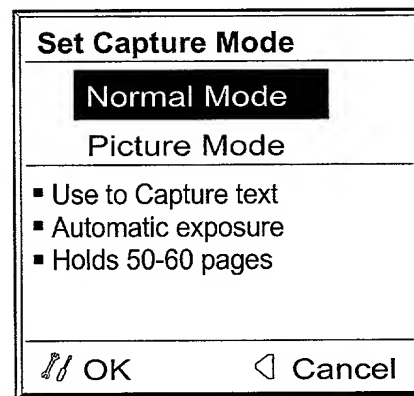 Set Capture Mode
Normal Mode
Picture Mode
▪ Use to Capture text
▪ Automatic exposure
▪ Holds 50-60 pages
OK Cancel